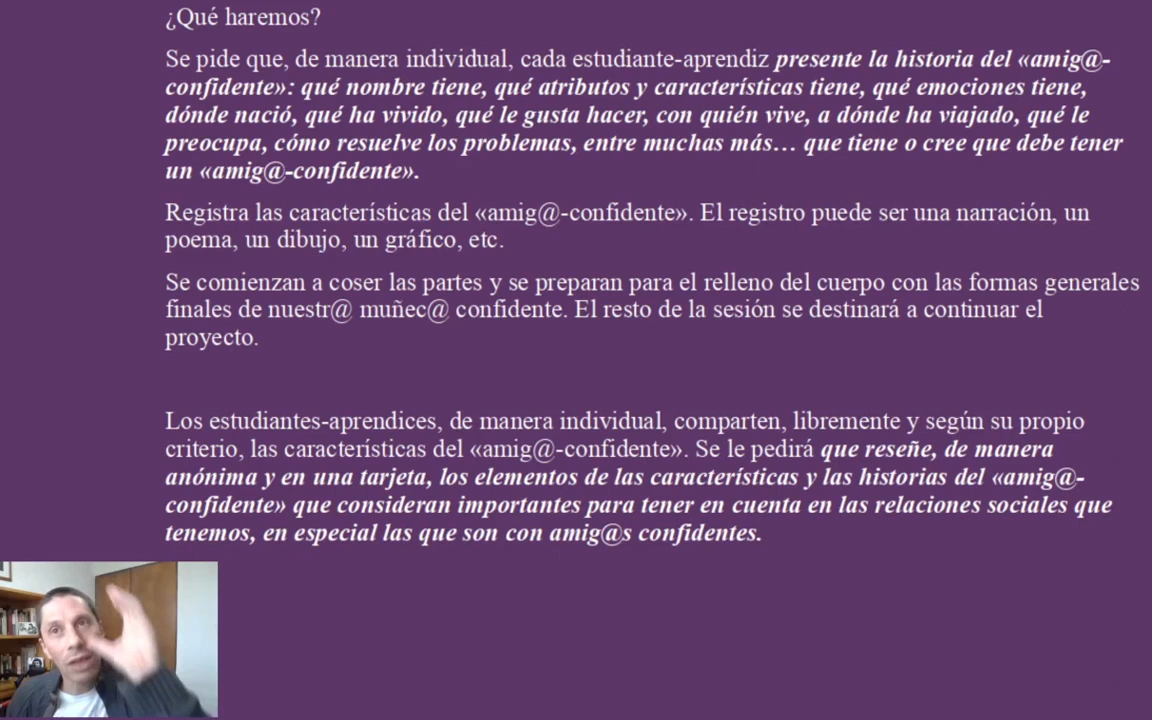 ¿Qué haremos?
Se pide que, de manera individual, cada estudiante-aprendiz presente la historia del «amig@-
confidente»: qué nombre tiene, qué atributos y características tiene, qué emociones tiene,
dónde nació, qué ha vivido, qué le gusta hacer, con quién vive, a dónde ha viajado, qué le
preocupa, cómo resuelve los problemas, entre muchas más… que tiene o cree que debe tener
un «amig@-confidente».
Registra las características del «amig@-confidente». El registro puede ser una narración, un
poema, un dibujo, un gráfico, etc.
Se comienzan a coser las partes y se preparan para el relleno del cuerpo con las formas generales
finales de nuestr@ muñec@ confidente. El resto de la sesión se destinará a continuar el
proyecto.
Los estudiantes-aprendices, de manera individual, comparten, libremente y según su propio
criterio, las características del «amig@-confidente». Se le pedirá que reseñe, de manera
anónima y en una tarjeta, los elementos de las características y las historias del «amig@-
confidente» que consideran importantes para tener en cuenta en las relaciones sociales que
tenemos, en especial las que son con amig@s confidentes.